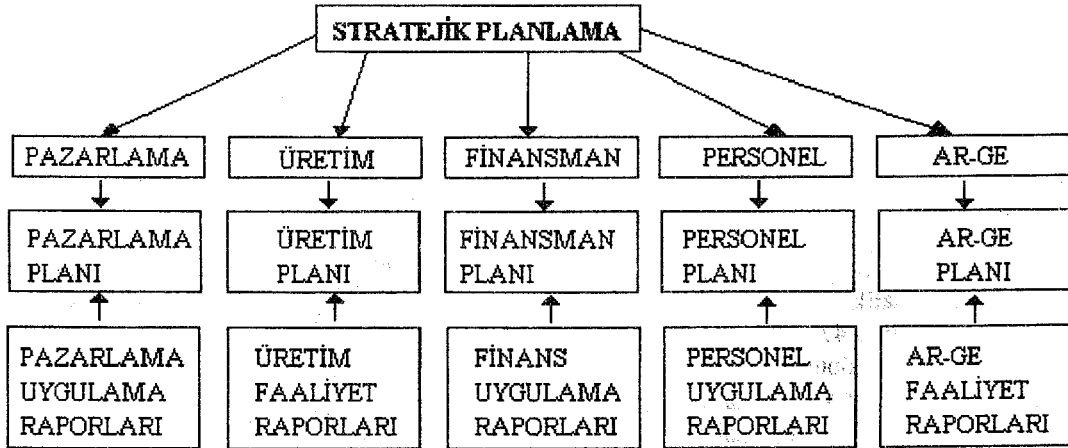 STRATEJİK PLANLAMA
PAZARLAMA
ÜRETİM
FİNANSMAN
PERSONEL
AR-GE
PAZARLAMA
PLANI
ÜRETİM
PLANI
FİNANSMAN
PLANI
PERSONEL
PLANI
AR-GE
PLANI
PAZARLAMA
UYGULAMA
RAPORLARI
ÜRETİM
FAALİYET
RAPORLARI
FİNANS
UYGULAMA
RAPORLARI
PERSONEL
UYGULAMA
RAPORLARI
AR-GE
FAALİYET
RAPORLARI